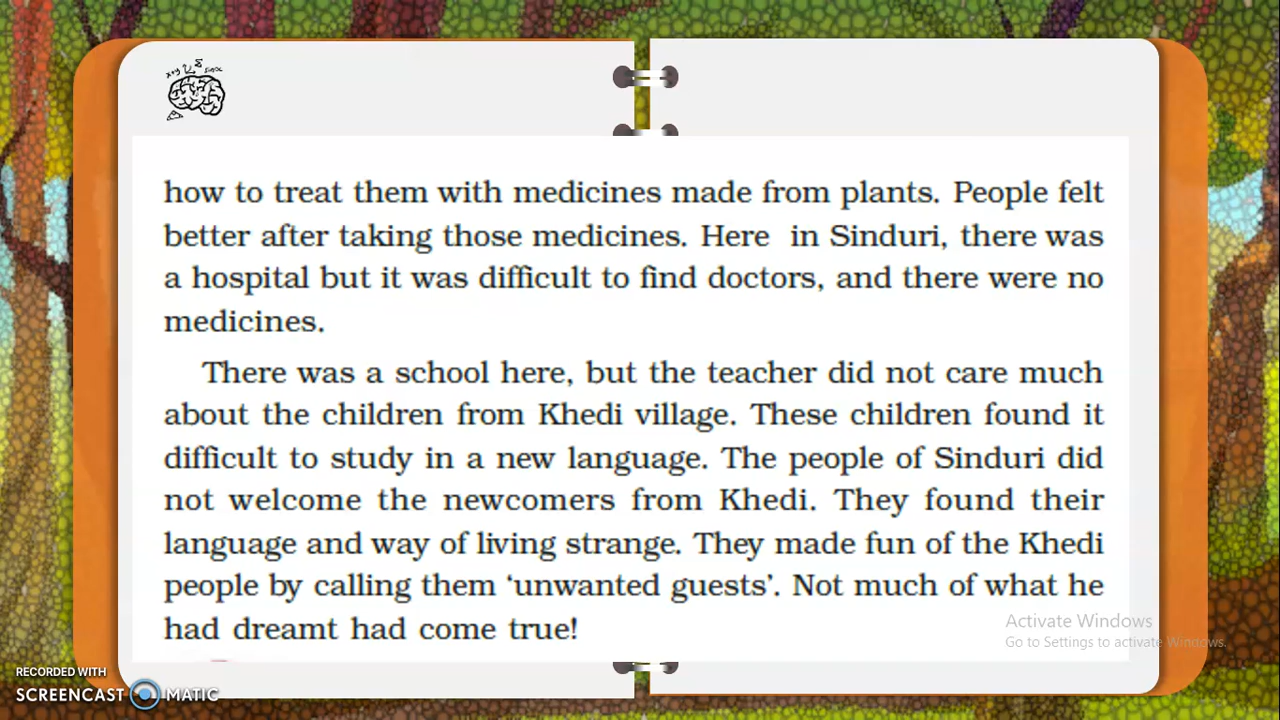 how to treat them with medicines made from plants. People felt
better after taking those medicines. Here in Sinduri, there was
a hospital but it was difficult to find doctors, and there were no
medicines.
There was a school here, but the teacher did not care much
about the children from Khedi village. These children found it
difficult to study in a new language. The people of Sinduri did
not welcome the newcomers from Khedi. They found their
language and way of living strange. They made fun of the Khedi
people by calling them ‘unwanted guests’. Not much of what he
had dreamt had come true!
Activate Windows
Go to Settings to activate Windows.
RECORDED WITH
SCREENCAST MATIC